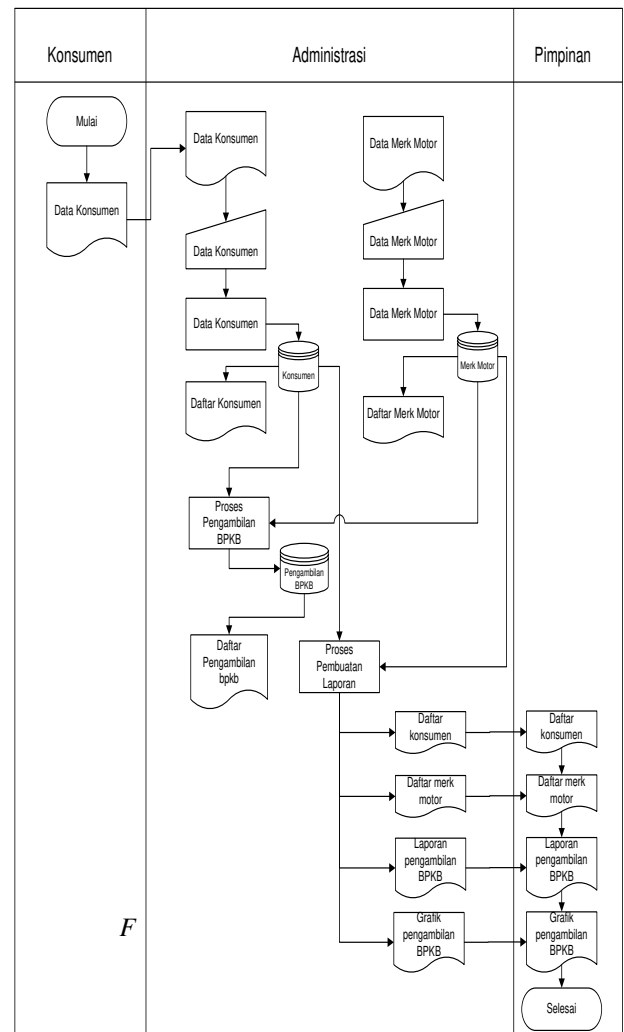 Konsumen
Administrasi
Pimpinan
Mulai
Data Konsumen
Data Konsumen
Data Merk Motor
Data Konsumen
Data Merk Motor
Data Konsumen
Data Merk Motor
Konsumen
Merk Motor
Daftar Konsumen
Daftar Merk Motor
Proses
Pengambilan
BPKB
Pengambilan
BPKB
Daftar
Pengambilan
bpkb
Proses
Pembuatan
Laporan
Daftar
konsumen
Daftar
konsumen
Daftar merk
motor
Daftar merk
motor
Laporan
pengambilan
BPKB
Laporan
pengambilan
BPKB
F
Grafik
pengambilan
BPKB
Grafik
pengambilan
BPKB
Selesai